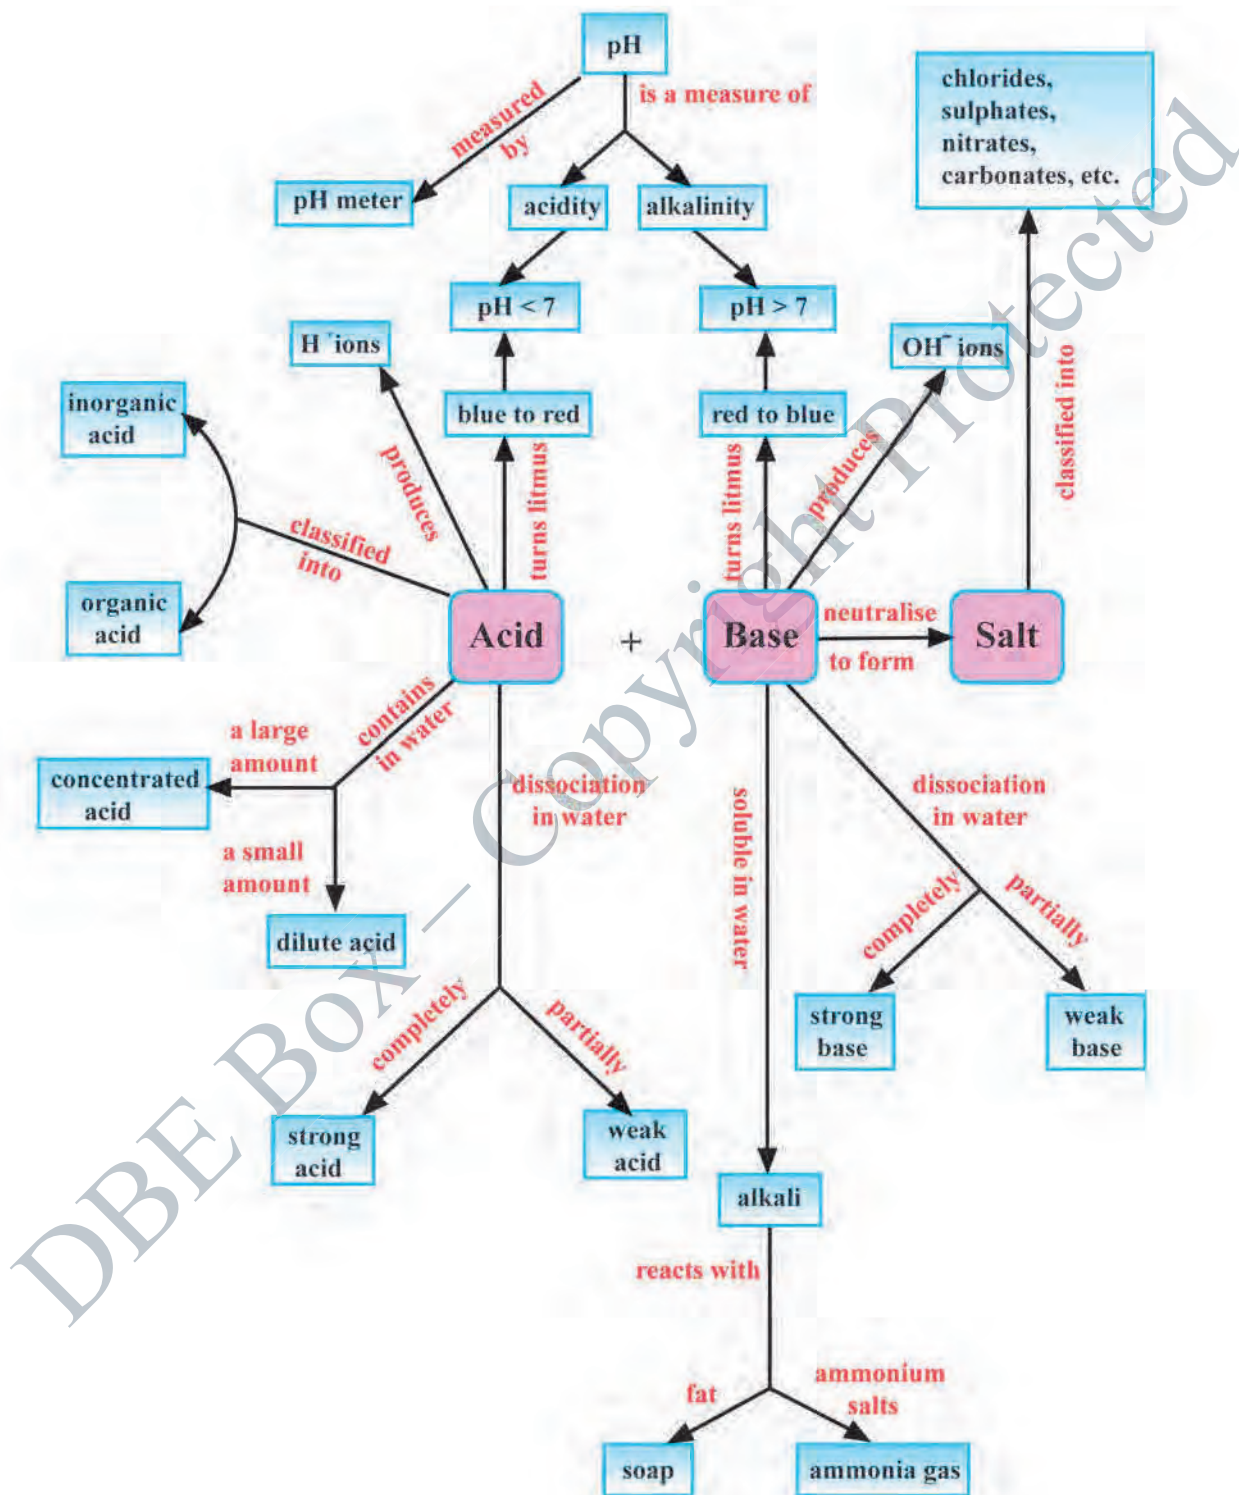 pH
is a measure of
measured
by
chlorides,
sulphates,
nitrates,
carbonates, etc.
pH meter
acidity
alkalinity
pH < 7
pH > 7
H⁺ ions
OH⁻ ions
blue to red
red to blue
inorganic
acid
classified
into
produces
turns litmus
turns litmus
produces
classified into
organic
acid
Acid
+
Base
neutralise
to form
Salt
contains
in water
a large
amount
concentrated
acid
a small
amount
dilute acid
dissociation
in water
soluble in water
dissociation
in water
completely
partially
strong
base
weak
base
completely
partially
strong
acid
weak
acid
alkali
reacts with
fat
ammonium
salts
soap
ammonia gas
DBE Box – Copyright Protected